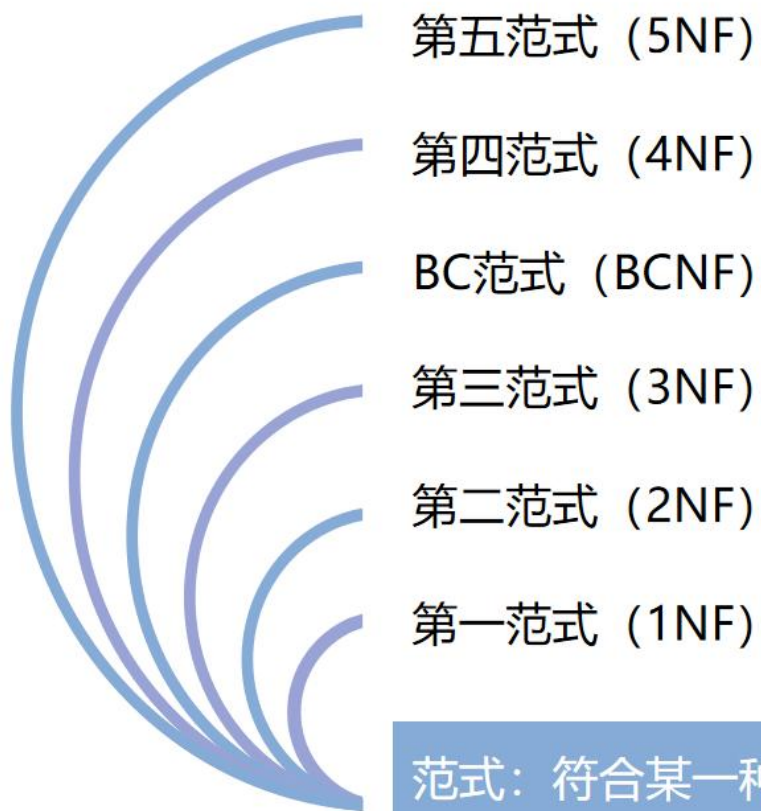 第五范式（5NF）
第四范式（4NF）
BC范式（BCNF）
第三范式（3NF）
第二范式（2NF）
第一范式（1NF）
范式：符合某一种